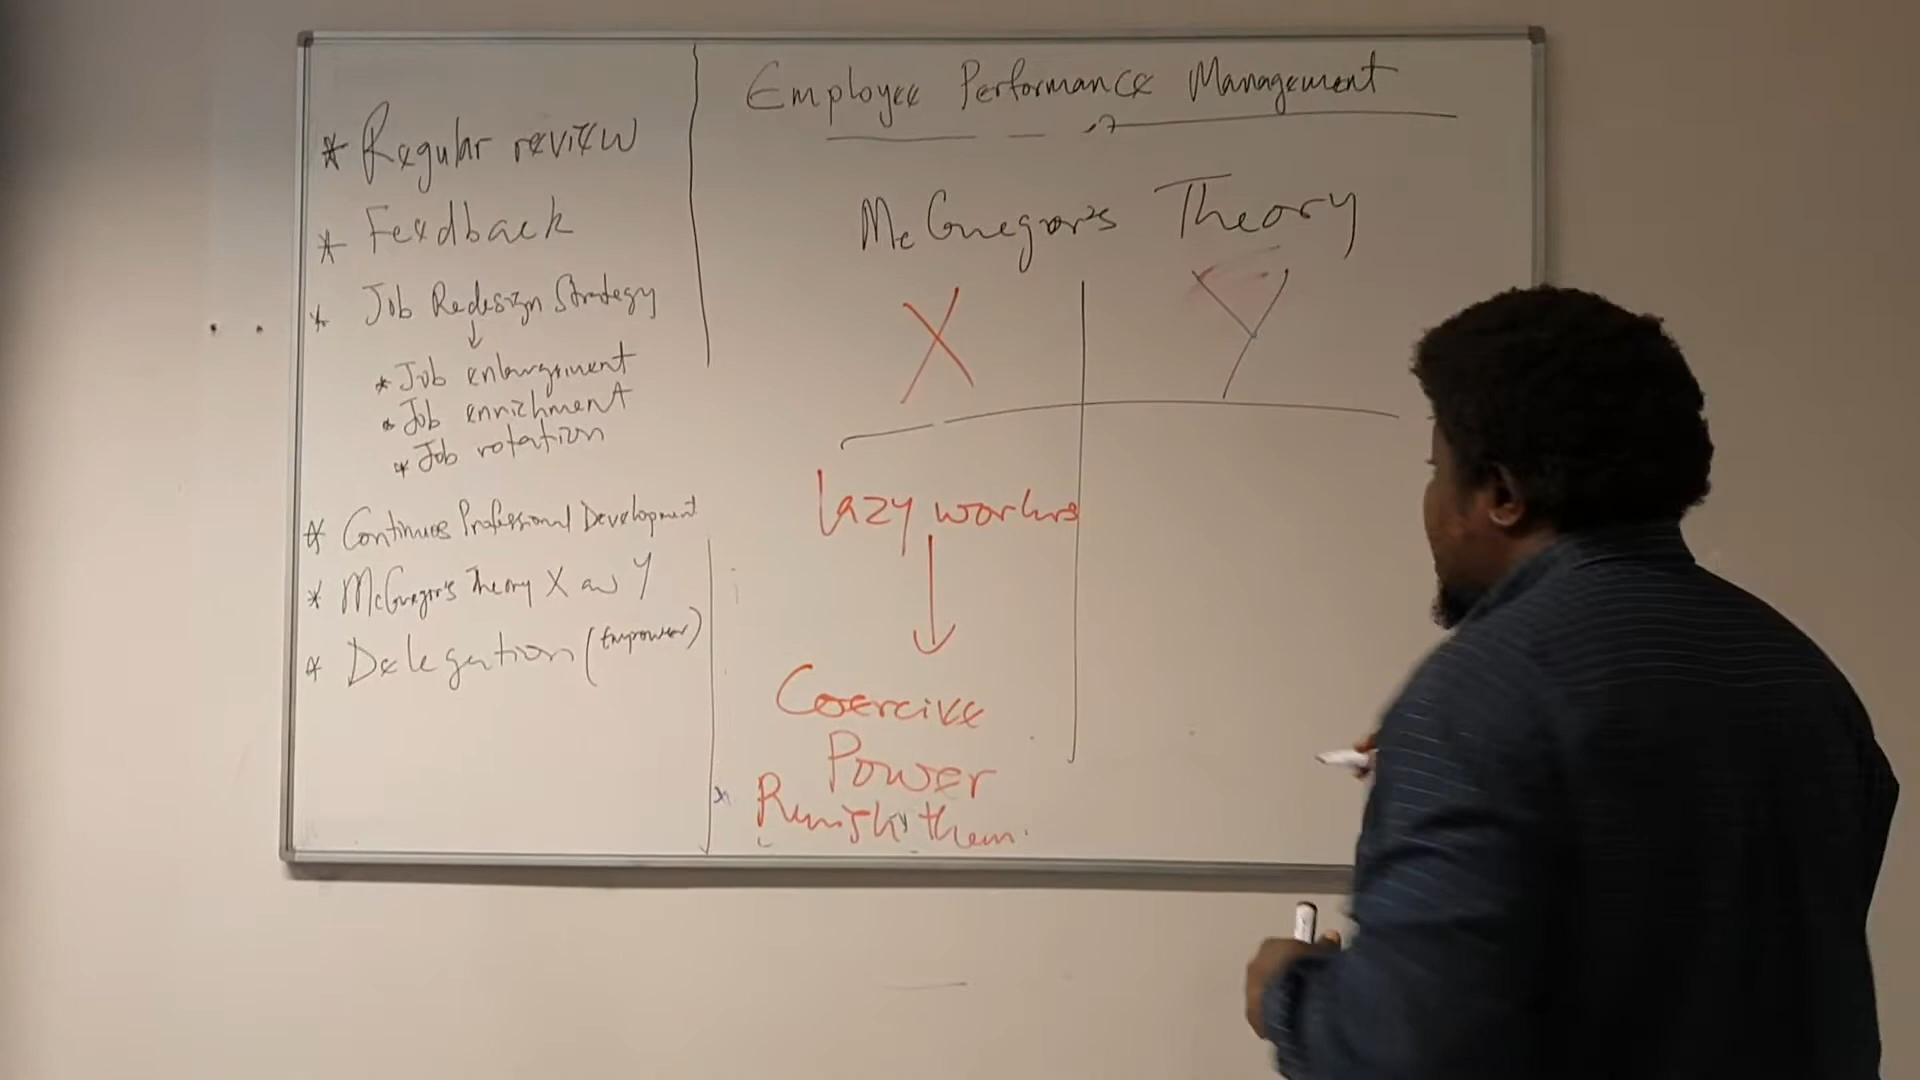 * Regular review
* Feedback
* Job Redesign Strategy
* Job enlargement
* Job enrichment
* Job rotation
* Continues Professional Development
* McGregor's Theory X and Y
* Delegation (Empower)
Employee Performance Management
McGregor's Theory
X
Y
lazy workers
Coercive
Power
Punish them.